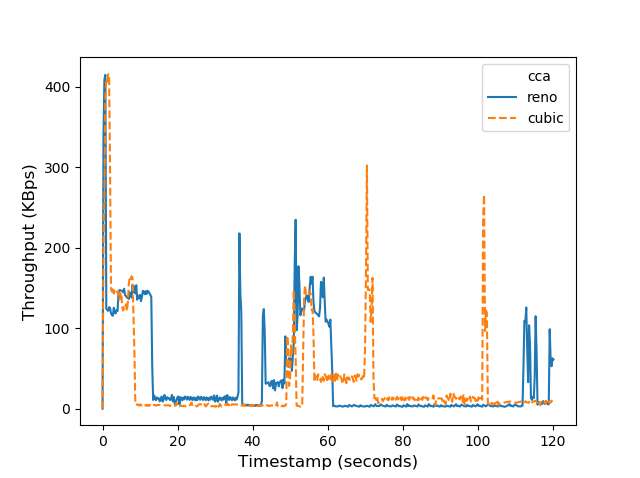 cca
reno
cubic
400
300
200
100
0
Throughput (KBps)
0 20 40 60 80 100 120
Timestamp (seconds)